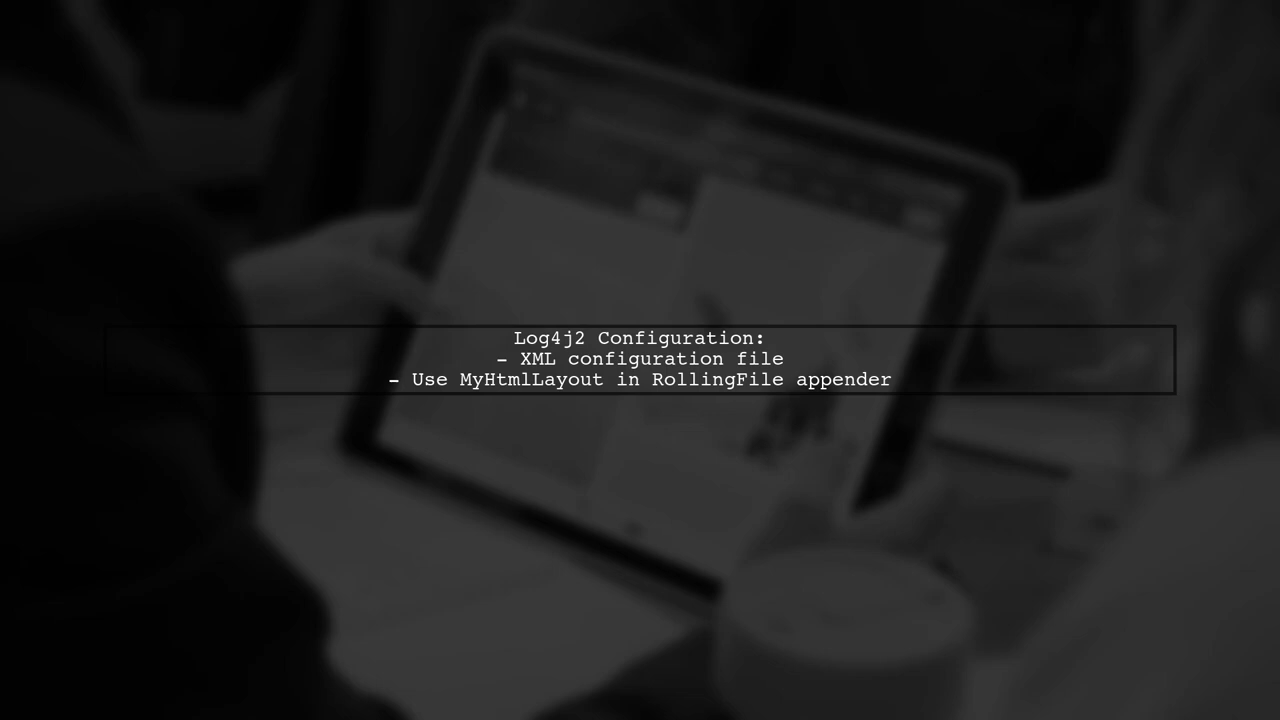 Log4j2 Configuration:
- XML configuration file
- Use MyHtmlLayout in RollingFile appender